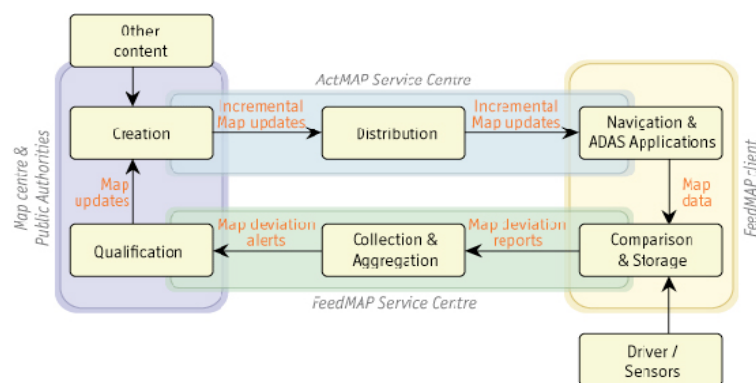 Other
content
ActMAP Service Centre
Creation
Incremental
Map updates
Distribution
Incremental
Map updates
Navigation &
ADAS Applications
Map centre &
Public Authorities
Map
updates
Map
data
FeedMAP client
Qualification
Map deviation
alerts
Collection &
Aggregation
Map deviation
reports
Comparison
& Storage
FeedMAP Service Centre
Driver /
Sensors